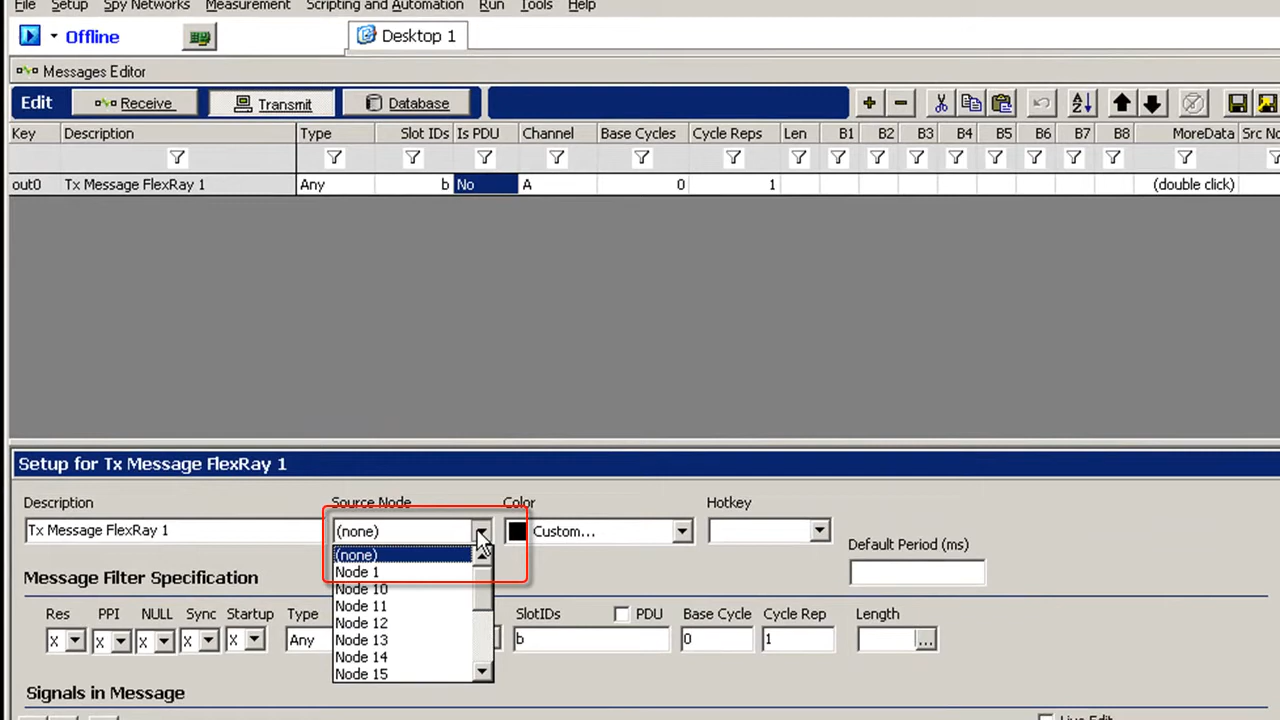 File Setup Spy Networks Measurement Scripting and Automation Run Tools Help
Offline Desktop 1
Messages Editor
Edit Receive Transmit Database
Key Description Type Slot IDs Is PDU Channel Base Cycles Cycle Reps Len B1 B2 B3 B4 B5 B6 B7 B8 MoreData Src No
out0 Tx Message FlexRay 1 Any b No A 0 1 (double click)
Setup for Tx Message FlexRay 1
Description Source Node Color Hotkey
Tx Message FlexRay 1 (none) Custom...
Default Period (ms)
(none)
Node 1
Node 10
Node 11
Node 12
Node 13
Node 14
Node 15
Message Filter Specification
Res PPI NULL Sync Startup Type SlotIDs PDU Base Cycle Cycle Rep Length
X X X X X Any b 0 1 ...
Signals in Message
Live Edit